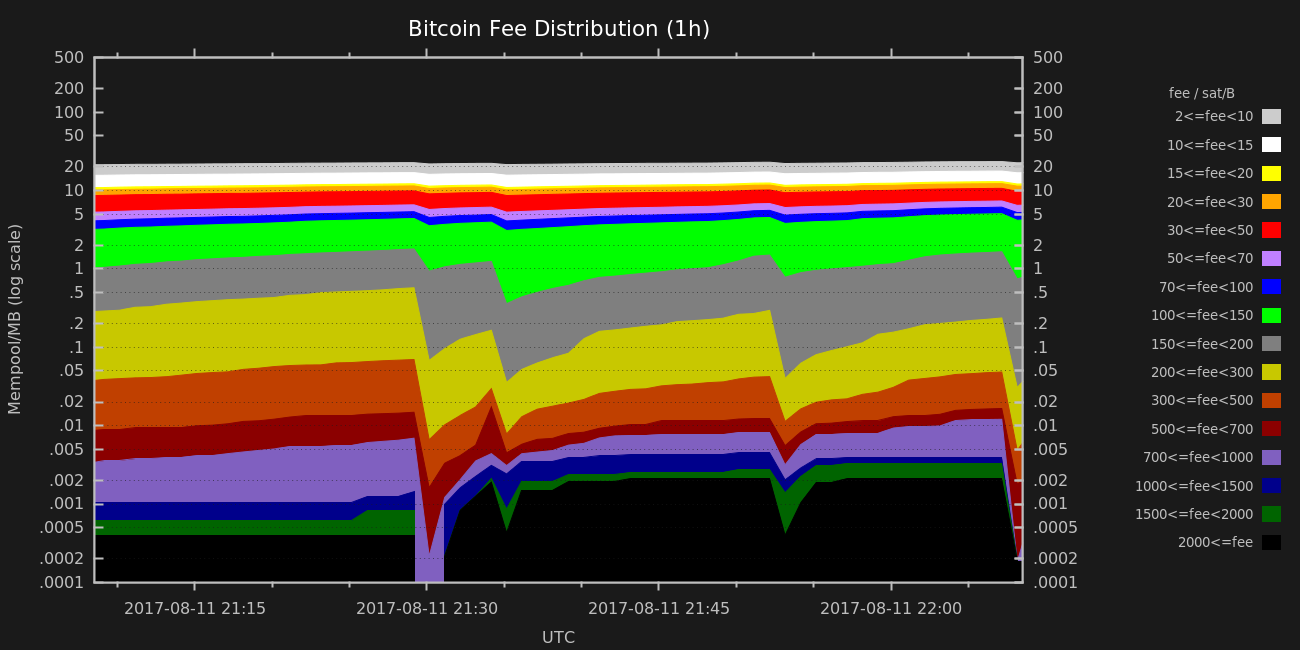 Bitcoin Fee Distribution (1h)
500
200
100
50
20
10
5
2
1
.5
.2
.1
.05
.02
.01
.005
.002
.001
.0005
.0002
.0001
Mempool/MB (log scale)
500
200
100
50
20
10
5
2
1
.5
.2
.1
.05
.02
.01
.005
.002
.001
.0005
.0002
.0001
2017-08-11 21:15
2017-08-11 21:30
2017-08-11 21:45
2017-08-11 22:00
UTC
fee / sat/B
2<=fee<10
10<=fee<15
15<=fee<20
20<=fee<30
30<=fee<50
50<=fee<70
70<=fee<100
100<=fee<150
150<=fee<200
200<=fee<300
300<=fee<500
500<=fee<700
700<=fee<1000
1000<=fee<1500
1500<=fee<2000
2000<=fee